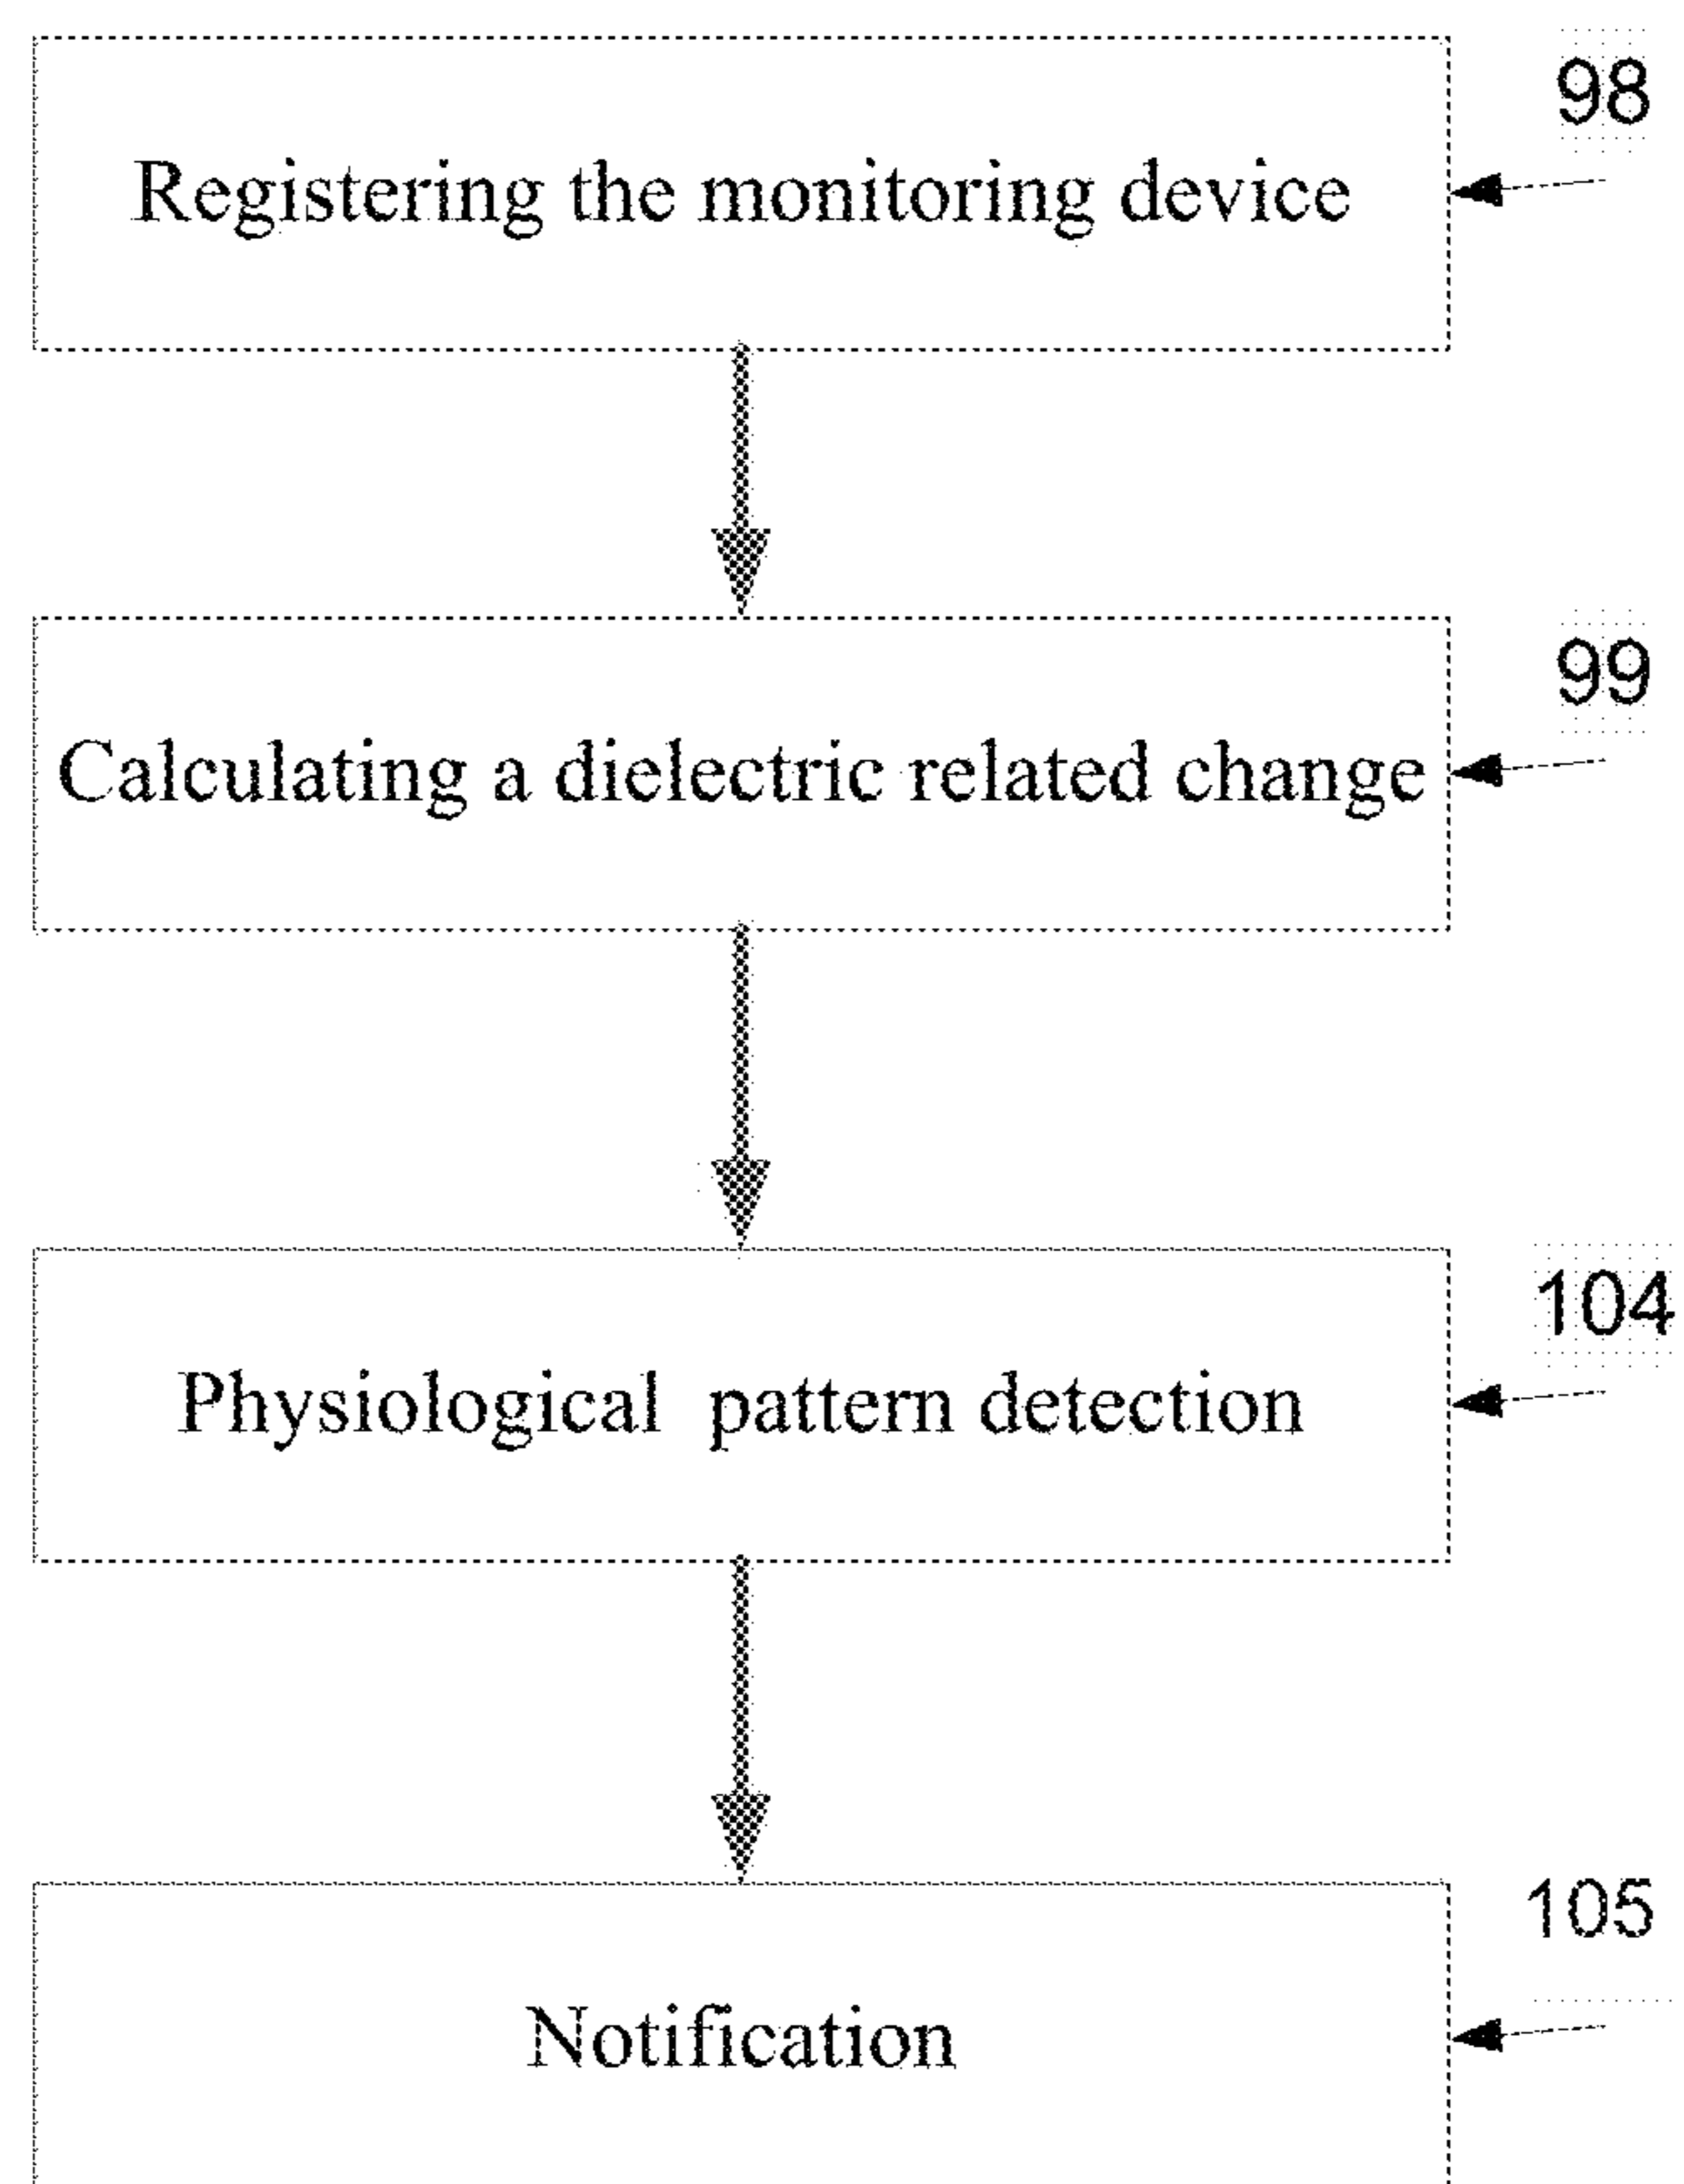 98
Registering the monitoring device
99
Calculating a dielectric related change
104
Physiological pattern detection
105
Notification